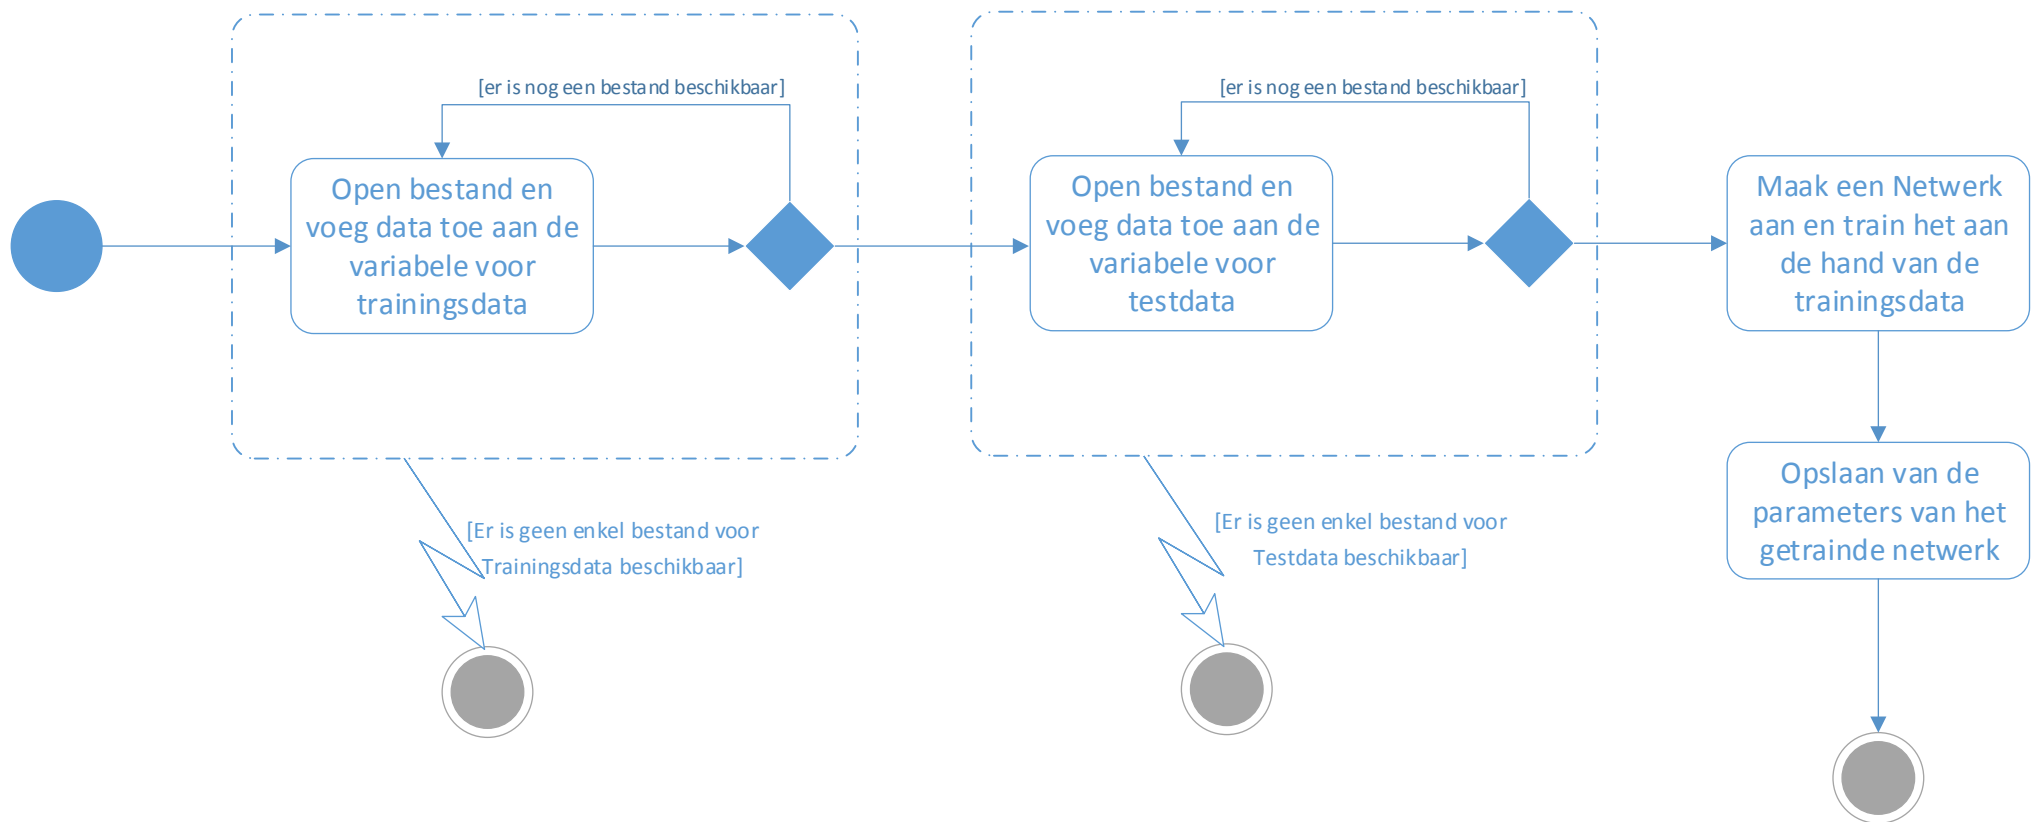 [er is nog een bestand beschikbaar]
Open bestand en
voeg data toe aan de
variabele voor
trainingsdata
[Er is geen enkel bestand voor
Trainingsdata beschikbaar]
[er is nog een bestand beschikbaar]
Open bestand en
voeg data toe aan de
variabele voor
testdata
[Er is geen enkel bestand voor
Testdata beschikbaar]
Maak een Netwerk
aan en train het aan
de hand van de
trainingsdata
Opslaan van de
parameters van het
getrainde netwerk